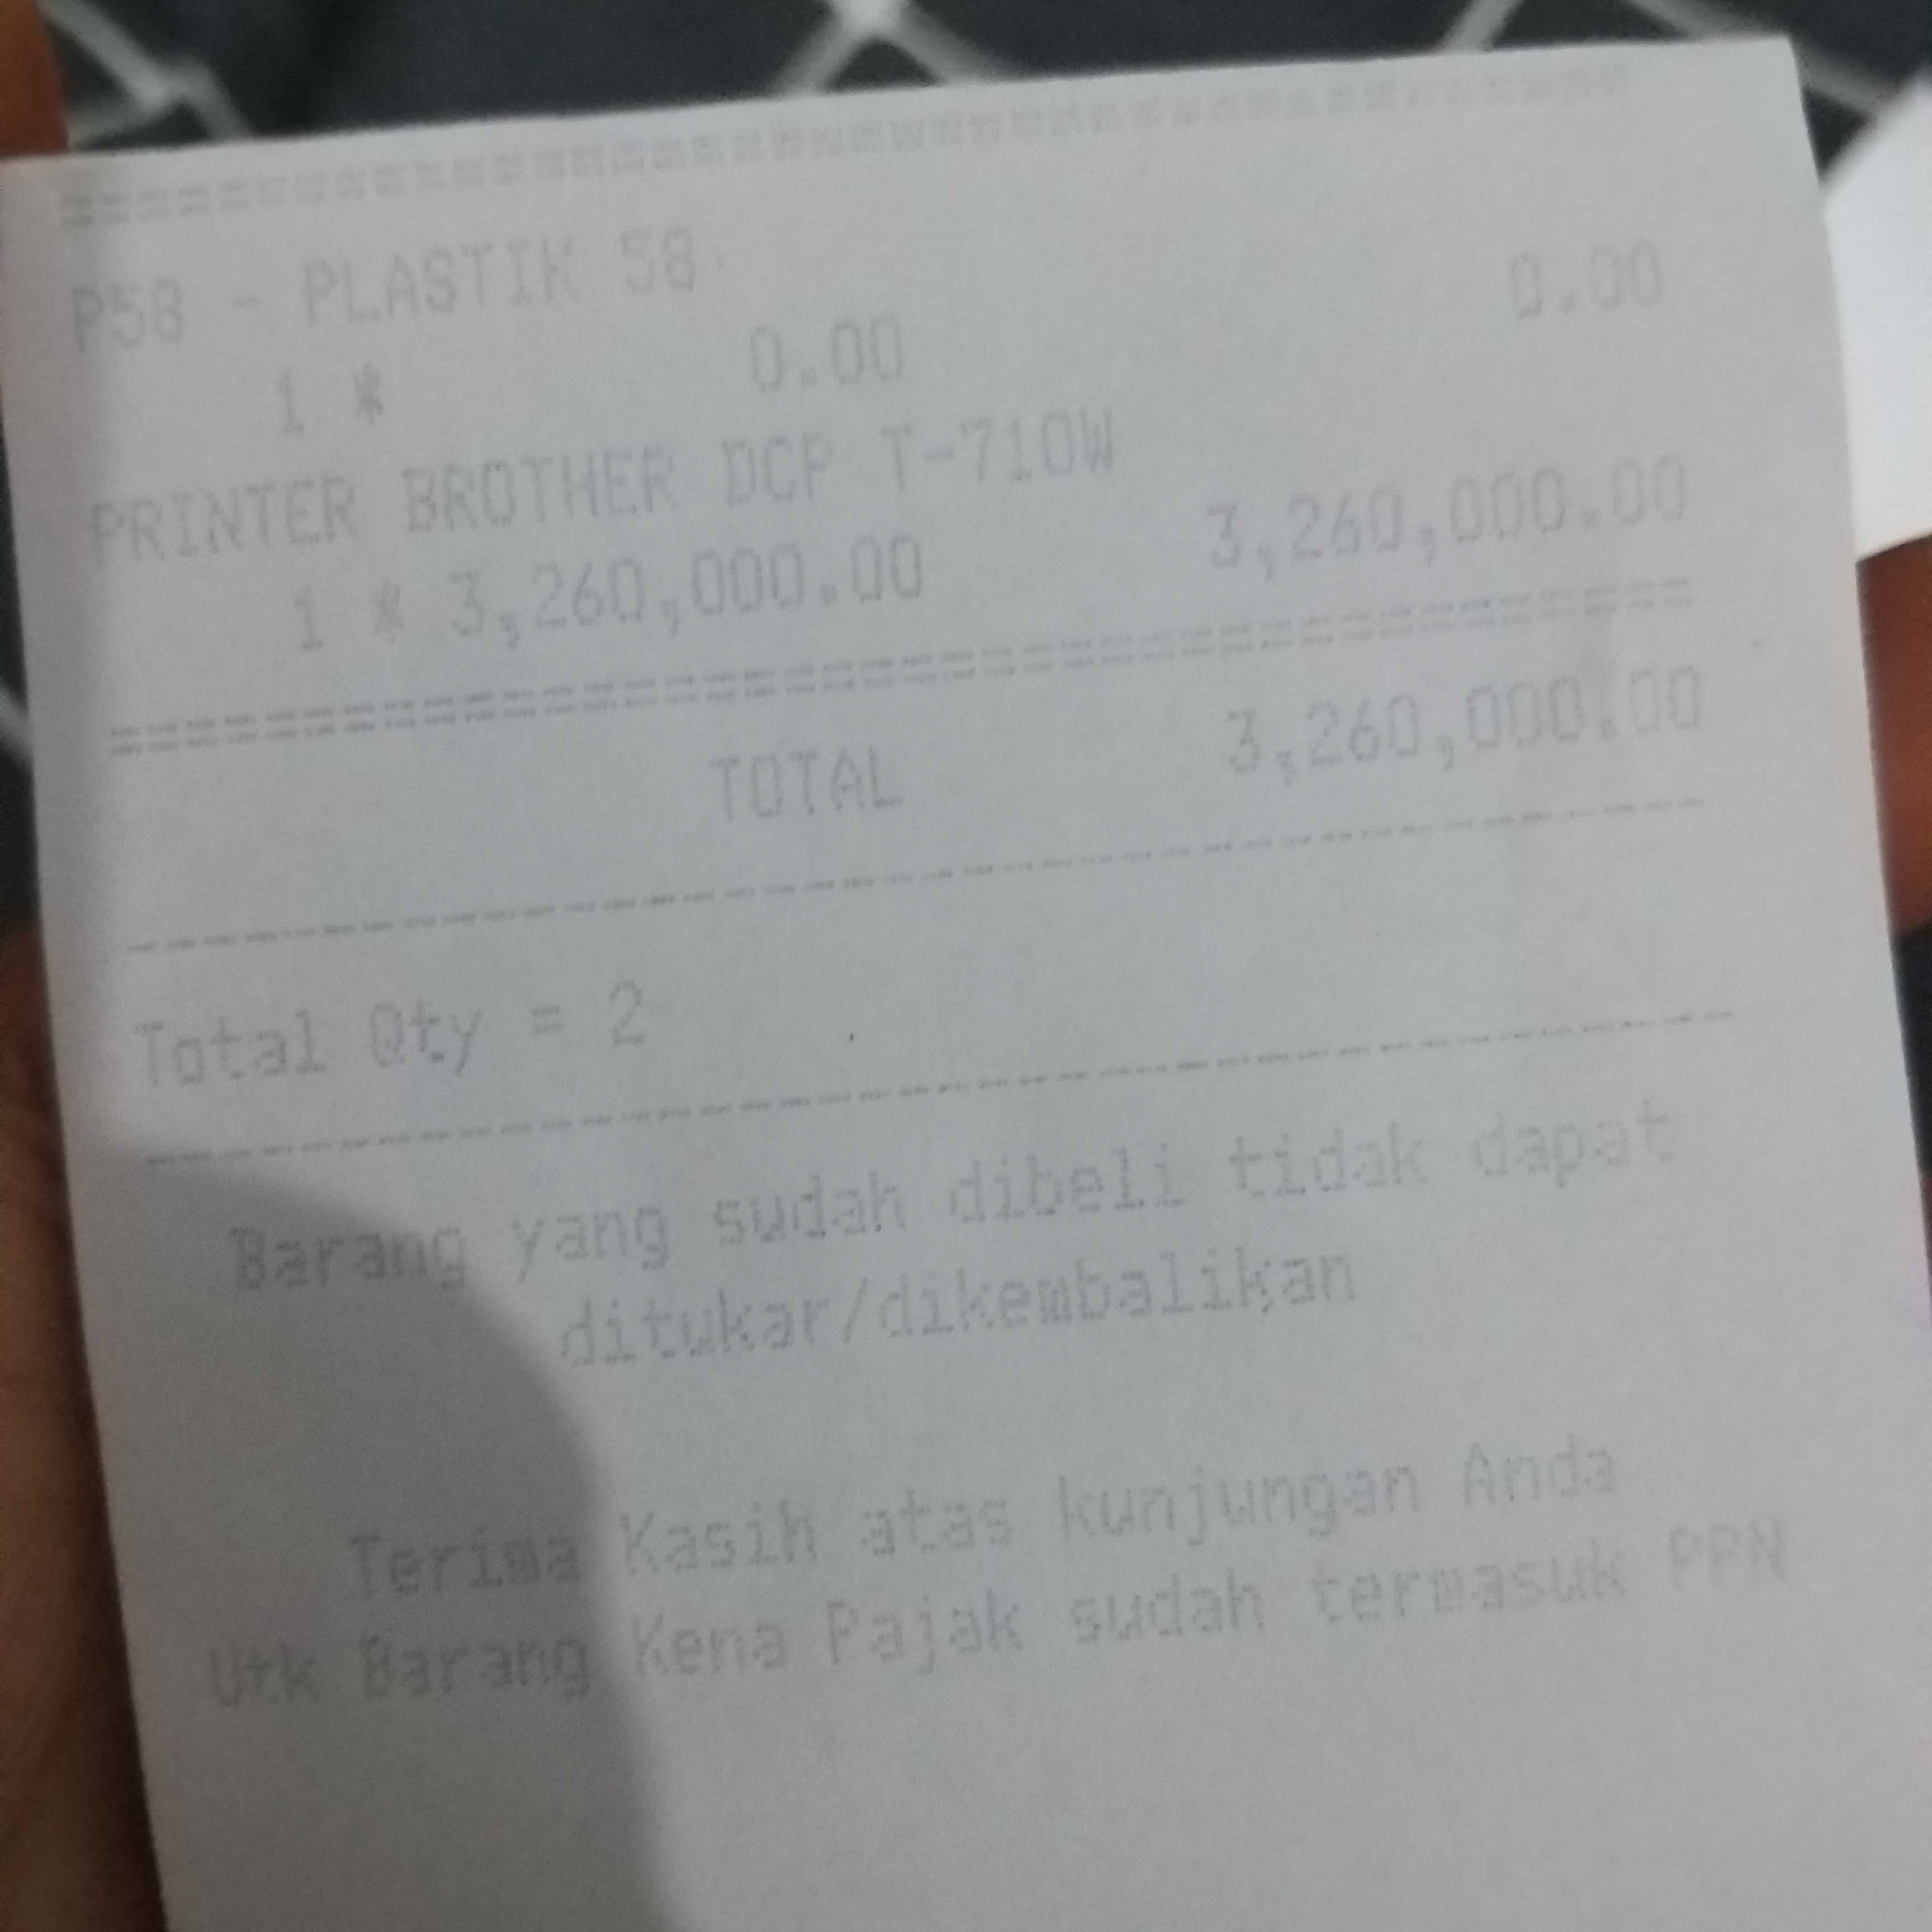 ================================================
P58 - PLASTIK 58
1 * 0.00 0.00
PRINTER BROTHER DCP T-710W
1 * 3,260,000.00 3,260,000.00
========================================
TOTAL 3,260,000.00
----------------------------------------
Total Qty = 2
----------------------------------------
Barang yang sudah dibeli tidak dapat
ditukar/dikembalikan
Terima Kasih atas kunjungan Anda
Utk Barang Kena Pajak sudah termasuk PPN